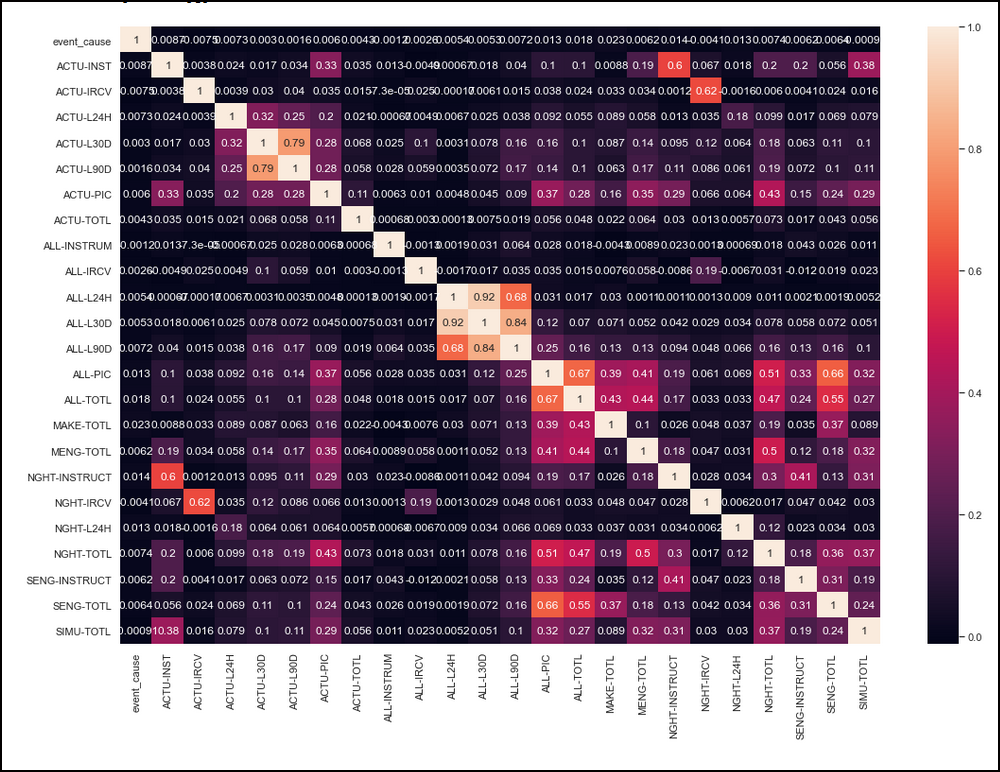 event_cause 1 0.0087 0.0075 0.0073 0.003 0.0016 0.006 0.0043 0.0012 0.0026 0.0054 0.0053 0.0072 0.013 0.018 0.023 0.0062 0.014 0.0041 0.013 0.0074 0.0062 0.0064 0.0009
ACTU-INST 0.0087 1 0.0038 0.024 0.017 0.034 0.33 0.035 0.013 -0.0049 0.00067 0.018 0.04 0.1 0.1 0.0088 0.19 0.6 0.067 0.018 0.2 0.2 0.056 0.38
ACTU-IRCV 0.0075 0.0038 1 0.0039 0.03 0.04 0.035 0.015 7.3e-05 0.025 0.00017 0.0061 0.015 0.038 0.024 0.033 0.034 0.0012 0.62 -0.0016 0.006 0.0041 0.024 0.016
ACTU-L24H 0.0073 0.024 0.0039 1 0.32 0.25 0.2 0.021 -0.00067 0.0049 0.0067 0.025 0.038 0.092 0.055 0.089 0.058 0.013 0.035 0.18 0.099 0.017 0.069 0.079
ACTU-L30D 0.003 0.017 0.03 0.32 1 0.79 0.28 0.068 0.025 0.1 0.0031 0.078 0.16 0.16 0.1 0.087 0.14 0.095 0.12 0.064 0.18 0.063 0.11 0.1
ACTU-L90D 0.0016 0.034 0.04 0.25 0.79 1 0.28 0.058 0.028 0.059 0.0035 0.072 0.17 0.14 0.1 0.063 0.17 0.11 0.086 0.061 0.19 0.072 0.1 0.11
ACTU-PIC 0.006 0.33 0.035 0.2 0.28 0.28 1 0.11 0.0063 0.01 0.0048 0.045 0.09 0.37 0.28 0.16 0.35 0.29 0.066 0.064 0.43 0.15 0.24 0.29
ACTU-TOTL 0.0043 0.035 0.015 0.021 0.068 0.058 0.11 1 0.00068 0.003 0.00013 0.0075 0.019 0.056 0.048 0.022 0.064 0.03 0.013 0.0057 0.073 0.017 0.043 0.056
ALL-INSTRUM 0.0012 0.013 7.3e-05 0.00067 0.025 0.028 0.0063 0.00068 1 -0.0013 0.0019 0.031 0.064 0.028 0.018 -0.0043 0.0089 0.023 0.0013 0.00069 0.018 0.043 0.026 0.011
ALL-IRCV 0.0026 -0.0049 0.025 0.0049 0.1 0.059 0.01 0.003 -0.0013 1 0.0017 0.017 0.035 0.035 0.015 0.0076 0.058 -0.0086 0.19 -0.0067 0.031 -0.012 0.019 0.023
ALL-L24H 0.0054 0.00067 0.00017 0.0067 0.0031 0.0035 0.0048 0.00013 0.0019 0.0017 1 0.92 0.68 0.031 0.017 0.03 0.0011 0.0011 0.0013 0.009 0.011 0.0021 0.0019 0.0052
ALL-L30D 0.0053 0.018 0.0061 0.025 0.078 0.072 0.045 0.0075 0.031 0.017 0.92 1 0.84 0.12 0.07 0.071 0.052 0.042 0.029 0.034 0.078 0.058 0.072 0.051
ALL-L90D 0.0072 0.04 0.015 0.038 0.16 0.17 0.09 0.019 0.064 0.035 0.68 0.84 1 0.25 0.16 0.13 0.13 0.094 0.048 0.066 0.16 0.13 0.16 0.1
ALL-PIC 0.013 0.1 0.038 0.092 0.16 0.14 0.37 0.056 0.028 0.035 0.031 0.12 0.25 1 0.67 0.39 0.41 0.19 0.061 0.069 0.51 0.33 0.66 0.32
ALL-TOTL 0.018 0.1 0.024 0.055 0.1 0.1 0.28 0.048 0.018 0.015 0.017 0.07 0.16 0.67 1 0.43 0.44 0.17 0.033 0.033 0.47 0.24 0.55 0.27
MAKE-TOTL 0.023 0.0088 0.033 0.089 0.087 0.063 0.16 0.022 -0.0043 0.0076 0.03 0.071 0.13 0.39 0.43 1 0.1 0.026 0.048 0.037 0.19 0.035 0.37 0.089
MENG-TOTL 0.0062 0.19 0.034 0.058 0.14 0.17 0.35 0.064 0.0089 0.058 0.0011 0.052 0.13 0.41 0.44 0.1 1 0.18 0.047 0.031 0.5 0.12 0.18 0.32
NGHT-INSTRUCT 0.014 0.6 0.0012 0.013 0.095 0.11 0.29 0.03 0.023 -0.0086 0.0011 0.042 0.094 0.19 0.17 0.026 0.18 1 0.028 0.034 0.3 0.41 0.13 0.31
NGHT-IRCV 0.0041 0.067 0.62 0.035 0.12 0.086 0.066 0.013 0.0013 0.19 0.0013 0.029 0.048 0.061 0.033 0.048 0.047 0.028 1 0.0062 0.017 0.047 0.042 0.03
NGHT-L24H 0.013 0.018 -0.0016 0.18 0.064 0.061 0.064 0.0057 0.00069 0.0067 0.009 0.034 0.066 0.069 0.033 0.037 0.031 0.034 0.0062 1 0.12 0.023 0.034 0.03
NGHT-TOTL 0.0074 0.2 0.006 0.099 0.18 0.19 0.43 0.073 0.018 0.031 0.011 0.078 0.16 0.51 0.47 0.19 0.5 0.3 0.017 0.12 1 0.18 0.36 0.37
SENG-INSTRUCT 0.0062 0.2 0.0041 0.017 0.063 0.072 0.15 0.017 0.043 -0.012 0.0021 0.058 0.13 0.33 0.24 0.035 0.12 0.41 0.047 0.023 0.18 1 0.31 0.19
SENG-TOTL 0.0064 0.056 0.024 0.069 0.11 0.1 0.24 0.043 0.026 0.019 0.0019 0.072 0.16 0.66 0.55 0.37 0.18 0.13 0.042 0.034 0.36 0.31 1 0.24
SIMU-TOTL 0.0009 0.38 0.016 0.079 0.1 0.11 0.29 0.056 0.011 0.023 0.0052 0.051 0.1 0.32 0.27 0.089 0.32 0.31 0.03 0.03 0.37 0.19 0.24 1
event_cause ACTU-INST ACTU-IRCV ACTU-L24H ACTU-L30D ACTU-L90D ACTU-PIC ACTU-TOTL ALL-INSTRUM ALL-IRCV ALL-L24H ALL-L30D ALL-L90D ALL-PIC ALL-TOTL MAKE-TOTL MENG-TOTL NGHT-INSTRUCT NGHT-IRCV NGHT-L24H NGHT-TOTL SENG-INSTRUCT SENG-TOTL SIMU-TOTL
1.0
0.8
0.6
0.4
0.2
0.0